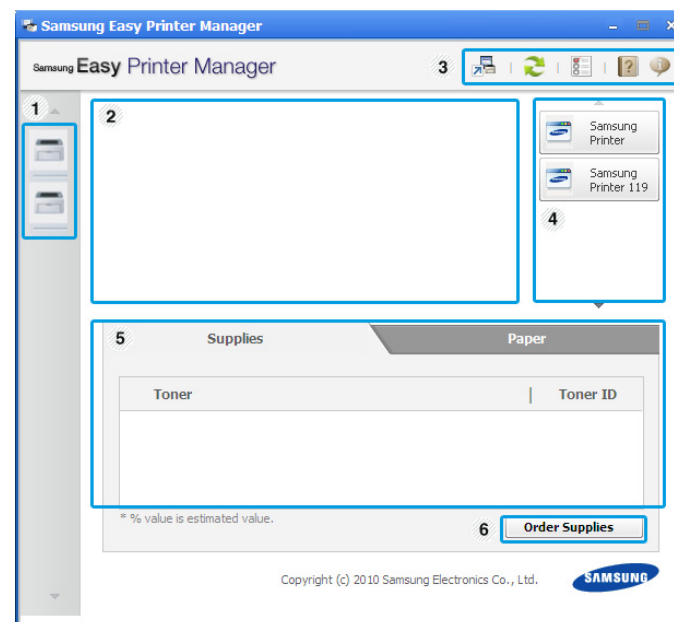 Samsung Easy Printer Manager
Samsung Easy Printer Manager
3
1
2
Samsung
Printer
Samsung
Printer 119
4
5
Supplies
Paper
Toner
Toner ID
* % value is estimated value.
6
Order Supplies
Copyright (c) 2010 Samsung Electronics Co., Ltd.
SAMSUNG